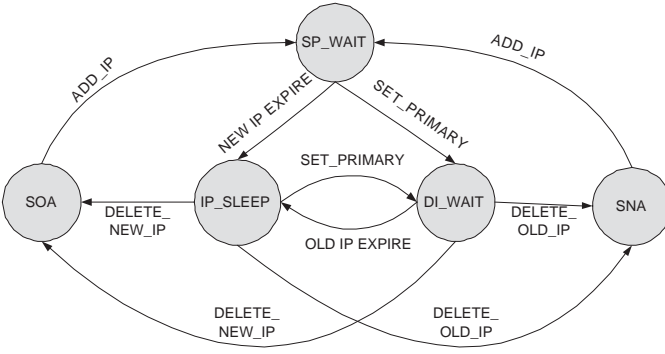 SP_WAIT
ADD_IP
ADD_IP
NEW IP EXPIRE
SET_PRIMARY
SET_PRIMARY
SOA
IP_SLEEP
DI_WAIT
SNA
DELETE_
NEW_IP
DELETE_
OLD_IP
OLD IP EXPIRE
DELETE_
NEW_IP
DELETE_
OLD_IP